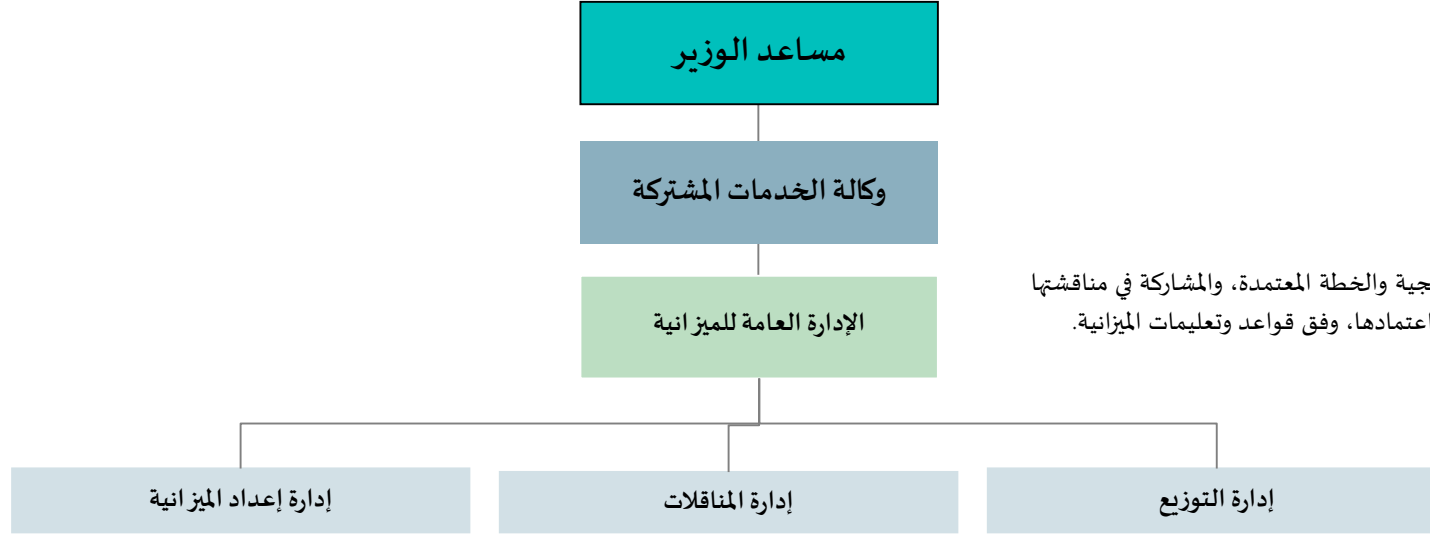 مساعد الوزير
وكالة الخدمات المشتركة
الإدارة العامة للميزانية
جية والخطة المعتمدة، والمشاركة في مناقشتها
اعتمادها، وفق قواعد وتعليمات الميزانية.
إدارة التوزيع
إدارة المناقلات
إدارة إعداد الميزانية